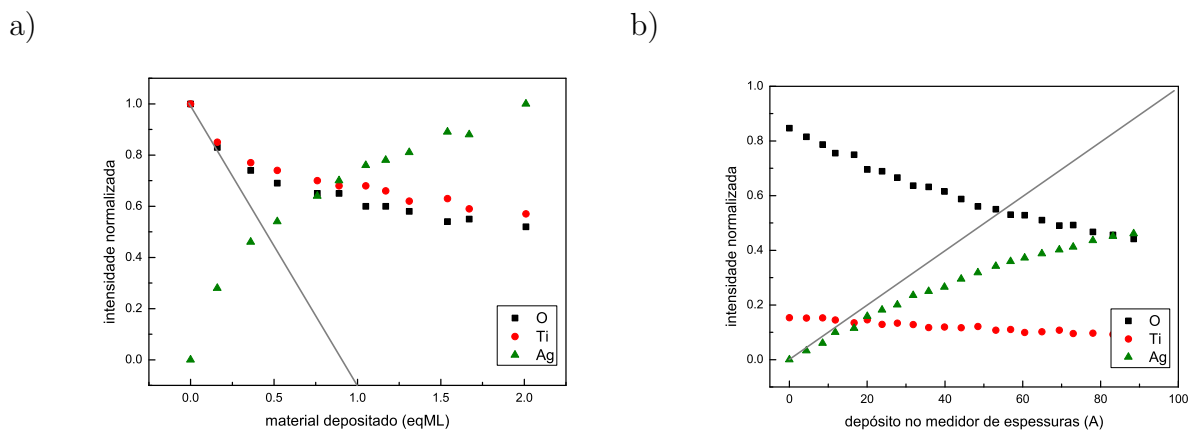 a)
b)
intensidade normalizada
1.0
0.8
0.6
0.4
0.2
0.0
0.0
0.5
1.0
1.5
2.0
material depositado (eqML)
O
Ti
Ag
intensidade normalizada
1.0
0.8
0.6
0.4
0.2
0.0
0
20
40
60
80
100
depósito no medidor de espessuras (A)
O
Ti
Ag